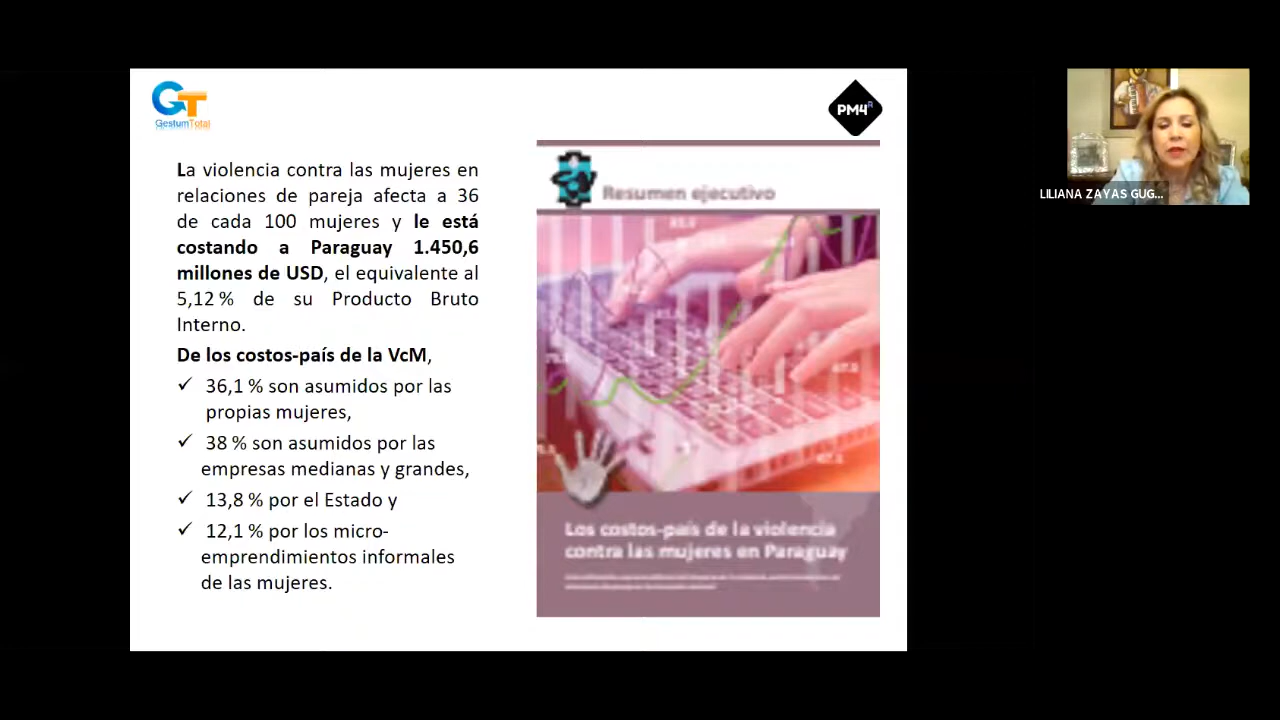 GT
GestumTotal
PM4R
La violencia contra las mujeres en
relaciones de pareja afecta a 36
de cada 100 mujeres y le está
costando a Paraguay 1.450,6
millones de USD, el equivalente al
5,12 % de su Producto Bruto
Interno.
De los costos-país de la VcM,
✓ 36,1 % son asumidos por las
propias mujeres,
✓ 38 % son asumidos por las
empresas medianas y grandes,
✓ 13,8 % por el Estado y
✓ 12,1 % por los micro-
emprendimientos informales
de las mujeres.
Resumen ejecutivo
Los costos-país de la violencia
contra las mujeres en Paraguay
LILIANA ZAYAS GUG...